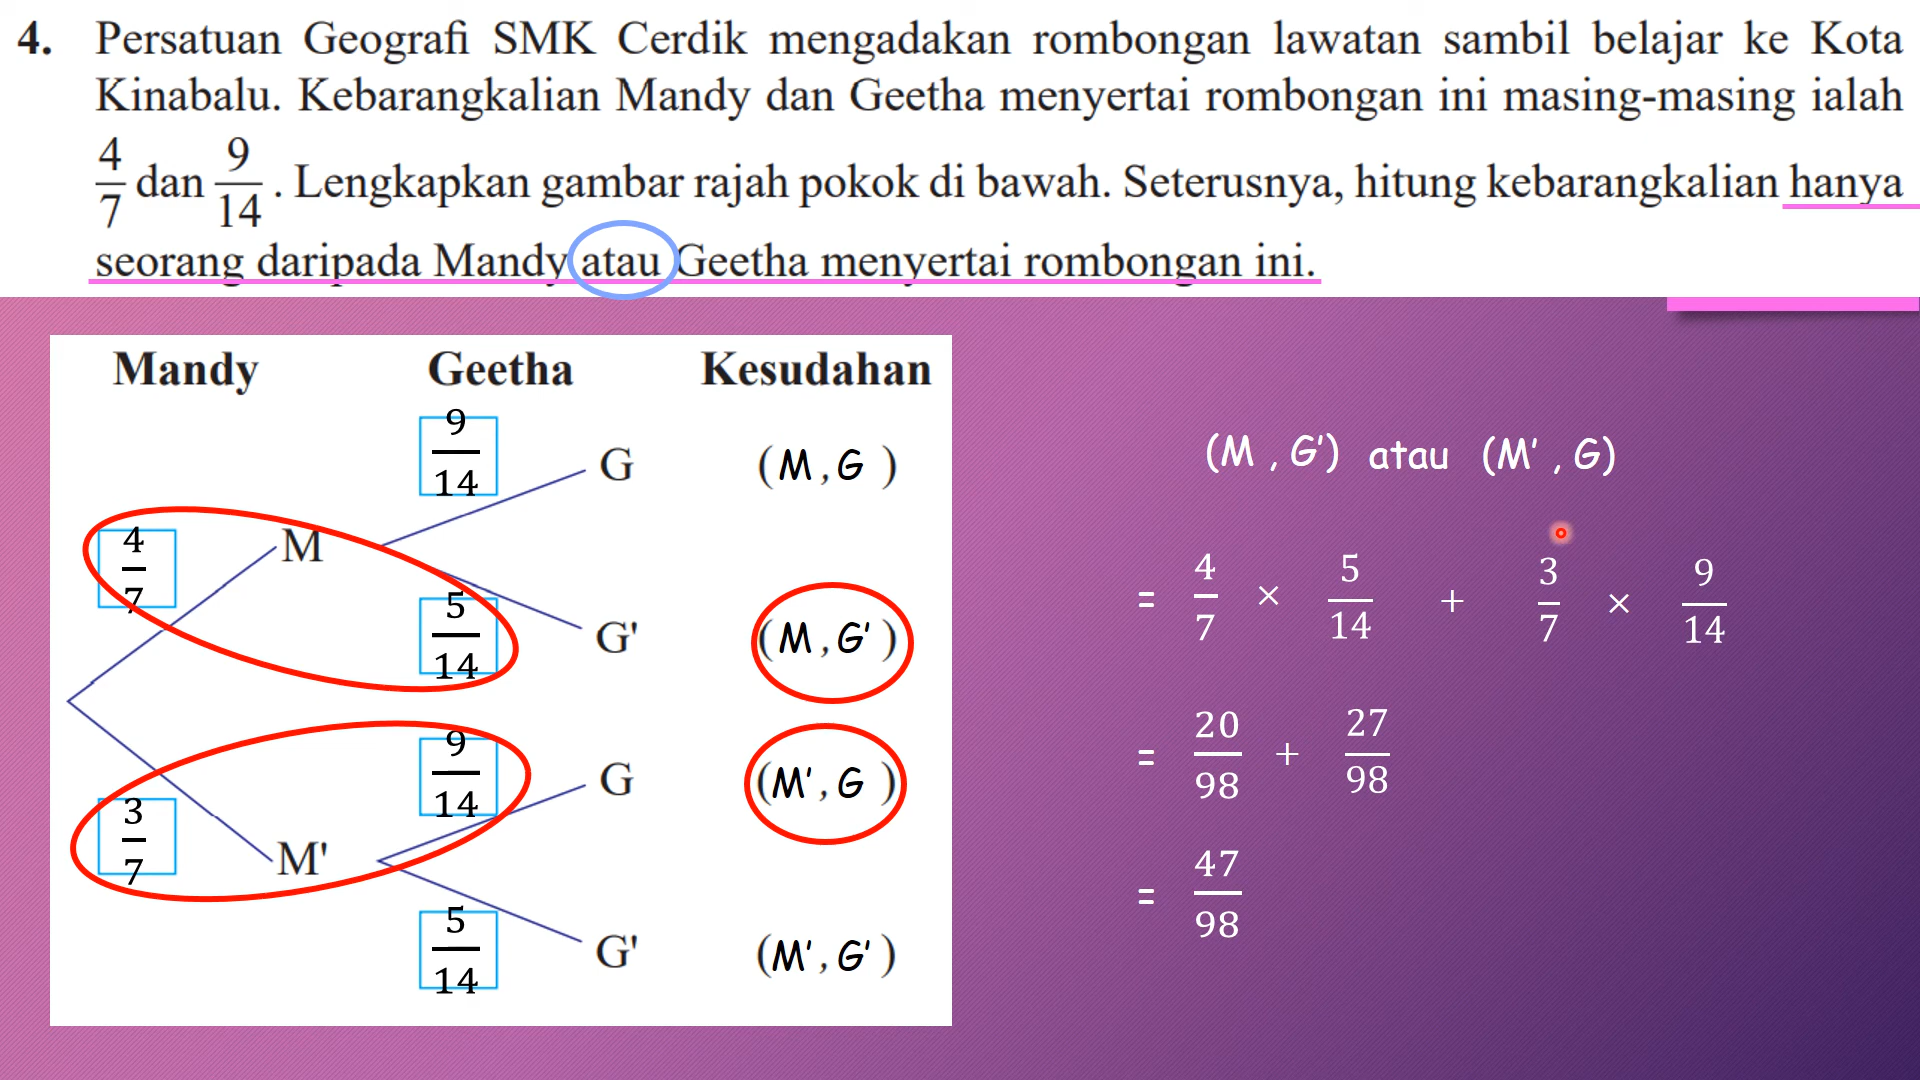 4. Persatuan Geografi SMK Cerdik mengadakan rombongan lawatan sambil belajar ke Kota
Kinabalu. Kebarangkalian Mandy dan Geetha menyertai rombongan ini masing-masing ialah
4/7 dan 9/14 . Lengkapkan gambar rajah pokok di bawah. Seterusnya, hitung kebarangkalian hanya
seorang daripada Mandy atau Geetha menyertai rombongan ini.
Mandy Geetha Kesudahan
9/14 G (M , G )
4/7 M
5/14 G' (M , G' )
9/14 G (M' , G )
3/7 M'
5/14 G' (M' , G' )
(M , G') atau (M' , G)
= 4/7 × 5/14 + 3/7 × 9/14
= 20/98 + 27/98
= 47/98